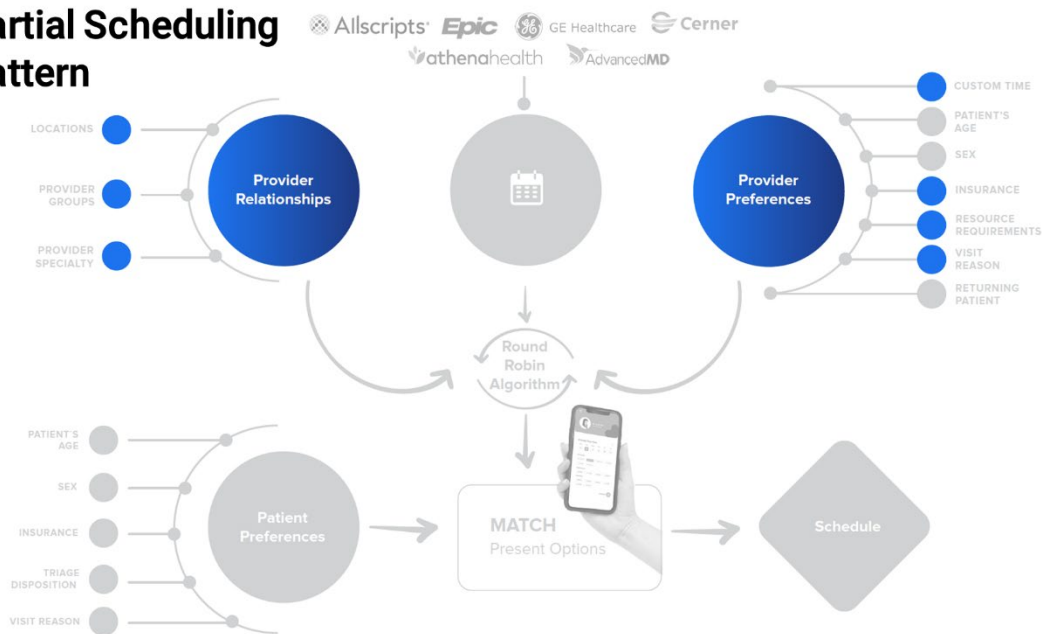 artial Scheduling
attern
Allscripts
Epic
GE Healthcare
Cerner
athenahealth
AdvancedMD
LOCATIONS
PROVIDER
GROUPS
PROVIDER
SPECIALTY
Provider
Relationships
Provider
Preferences
CUSTOM TIME
PATIENT'S
AGE
SEX
INSURANCE
RESOURCE
REQUIREMENTS
VISIT
REASON
RETURNING
PATIENT
Round
Robin
Algorithm
PATIENT'S
AGE
SEX
INSURANCE
TRIAGE
DISPOSITION
VISIT REASON
Patient
Preferences
MATCH
Present Options
Schedule